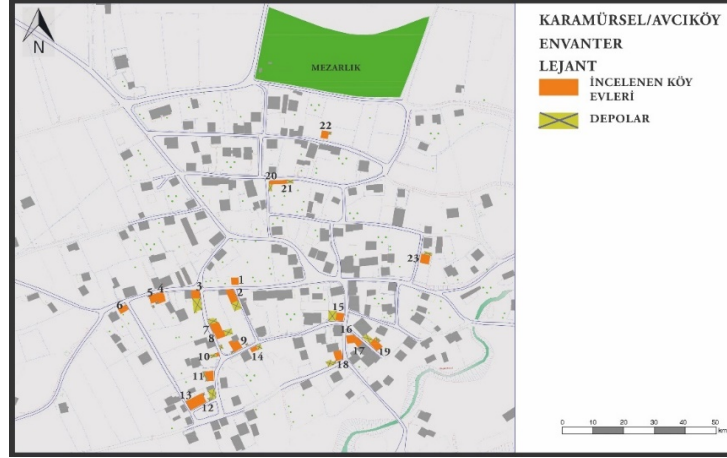 KARAMÜRSEL/AVCIKÖY
ENVANTER
LEJANT
İNCELENEN KÖY
EVLERİ
DEPOLAR
N
MEZARLIK
22
20
21
23
1
2
3
4
5
6
7
8
9
10
14
11
13
12
15
16
17
19
18
0 10 20 30 40 50
km